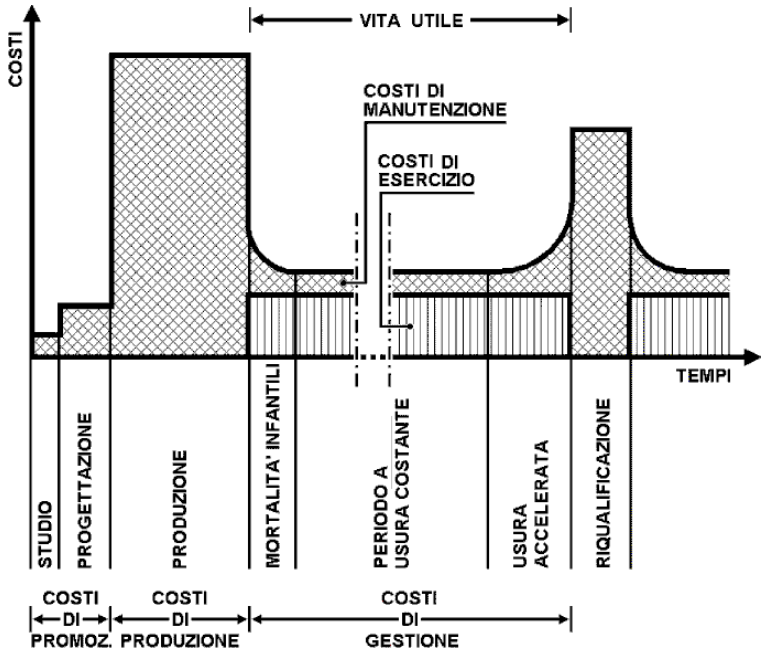 COSTI
VITA UTILE
COSTI DI
MANUTENZIONE
COSTI DI
ESERCIZIO
TEMPI
STUDIO
PROGETTAZIONE
PRODUZIONE
MORTALITA' INFANTILI
PERIODO A
USURA COSTANTE
USURA
ACCELERATA
RIQUALIFICAZIONE
COSTI
DI
PROMOZ.
COSTI
DI
PRODUZIONE
COSTI
DI
GESTIONE